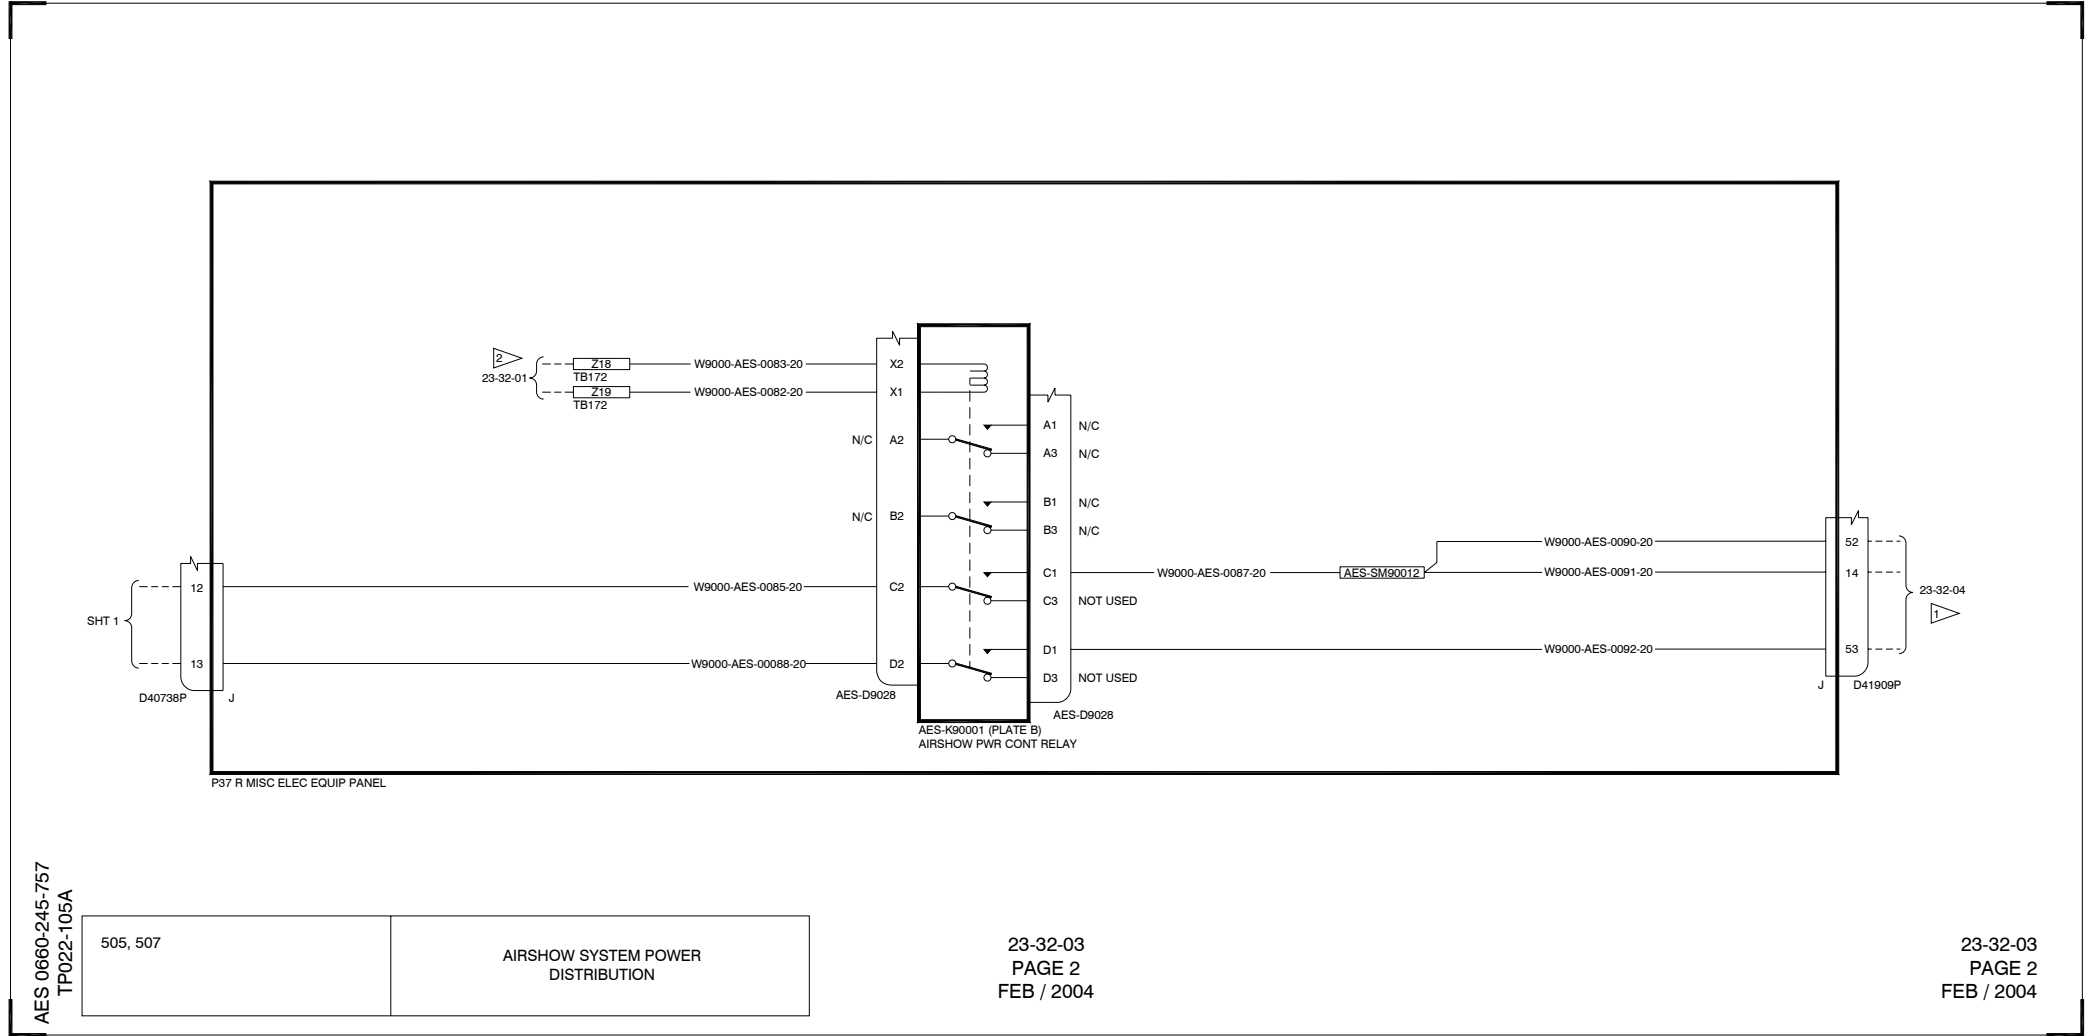 2
23-32-01
Z18
TB172
Z19
TB172
W9000-AES-0083-20
W9000-AES-0082-20
X2
X1
N/C A2
N/C B2
C2
D2
A1 N/C
A3 N/C
B1 N/C
B3 N/C
C1
C3 NOT USED
D1
D3 NOT USED
SHT 1
12
13
D40738P
J
W9000-AES-0085-20
W9000-AES-00088-20
AES-D9028
AES-D9028
AES-K90001 (PLATE B)
AIRSHOW PWR CONT RELAY
W9000-AES-0087-20
AES-SM90012
W9000-AES-0090-20
W9000-AES-0091-20
W9000-AES-0092-20
52
14
53
J
D41909P
23-32-04
1
P37 R MISC ELEC EQUIP PANEL
AES 0660-245-757
TP022-105A
505, 507
AIRSHOW SYSTEM POWER
DISTRIBUTION
23-32-03
PAGE 2
FEB / 2004
23-32-03
PAGE 2
FEB / 2004